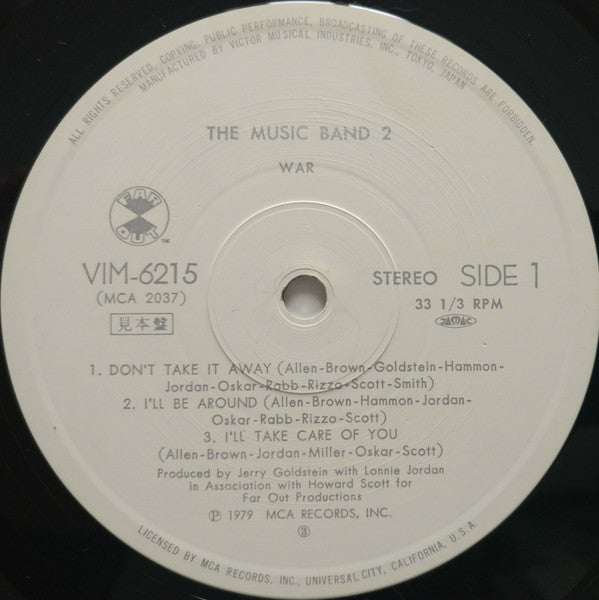 ALL RIGHTS RESERVED. COPYING, PUBLIC PERFORMANCE, BROADCASTING OF THESE RECORDS ARE FORBIDDEN.
MANUFACTURED BY VICTOR MUSICAL INDUSTRIES, INC., TOKYO, JAPAN
THE MUSIC BAND 2
WAR
FAR
OUT
TM
VIM-6215
(MCA 2037)
見本盤
STEREO SIDE 1
33 1/3 RPM
JASRAC
1. DON'T TAKE IT AWAY (Allen-Brown-Goldstein-Hammon-
Jordan-Oskar-Rabb-Rizzo-Scott-Smith)
2. I'LL BE AROUND (Allen-Brown-Hammon-Jordan-
Oskar-Rabb-Rizzo-Scott)
3. I'LL TAKE CARE OF YOU
(Allen-Brown-Jordan-Miller-Oskar-Scott)
Produced by Jerry Goldstein with Lonnie Jordan
in Association with Howard Scott for
Far Out Productions
Ⓟ 1979 MCA RECORDS, INC.
③
LICENSED BY MCA RECORDS, INC., UNIVERSAL CITY, CALIFORNIA, U.S.A.